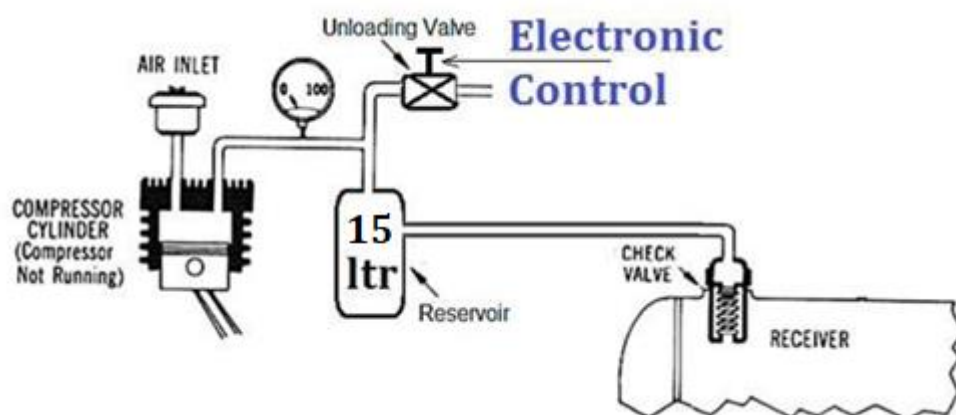 Unloading Valve
Electronic
Control
AIR INLET
0 100
COMPRESSOR
CYLINDER
(Compressor
Not Running)
15
ltr
Reservoir
CHECK
VALVE
RECEIVER